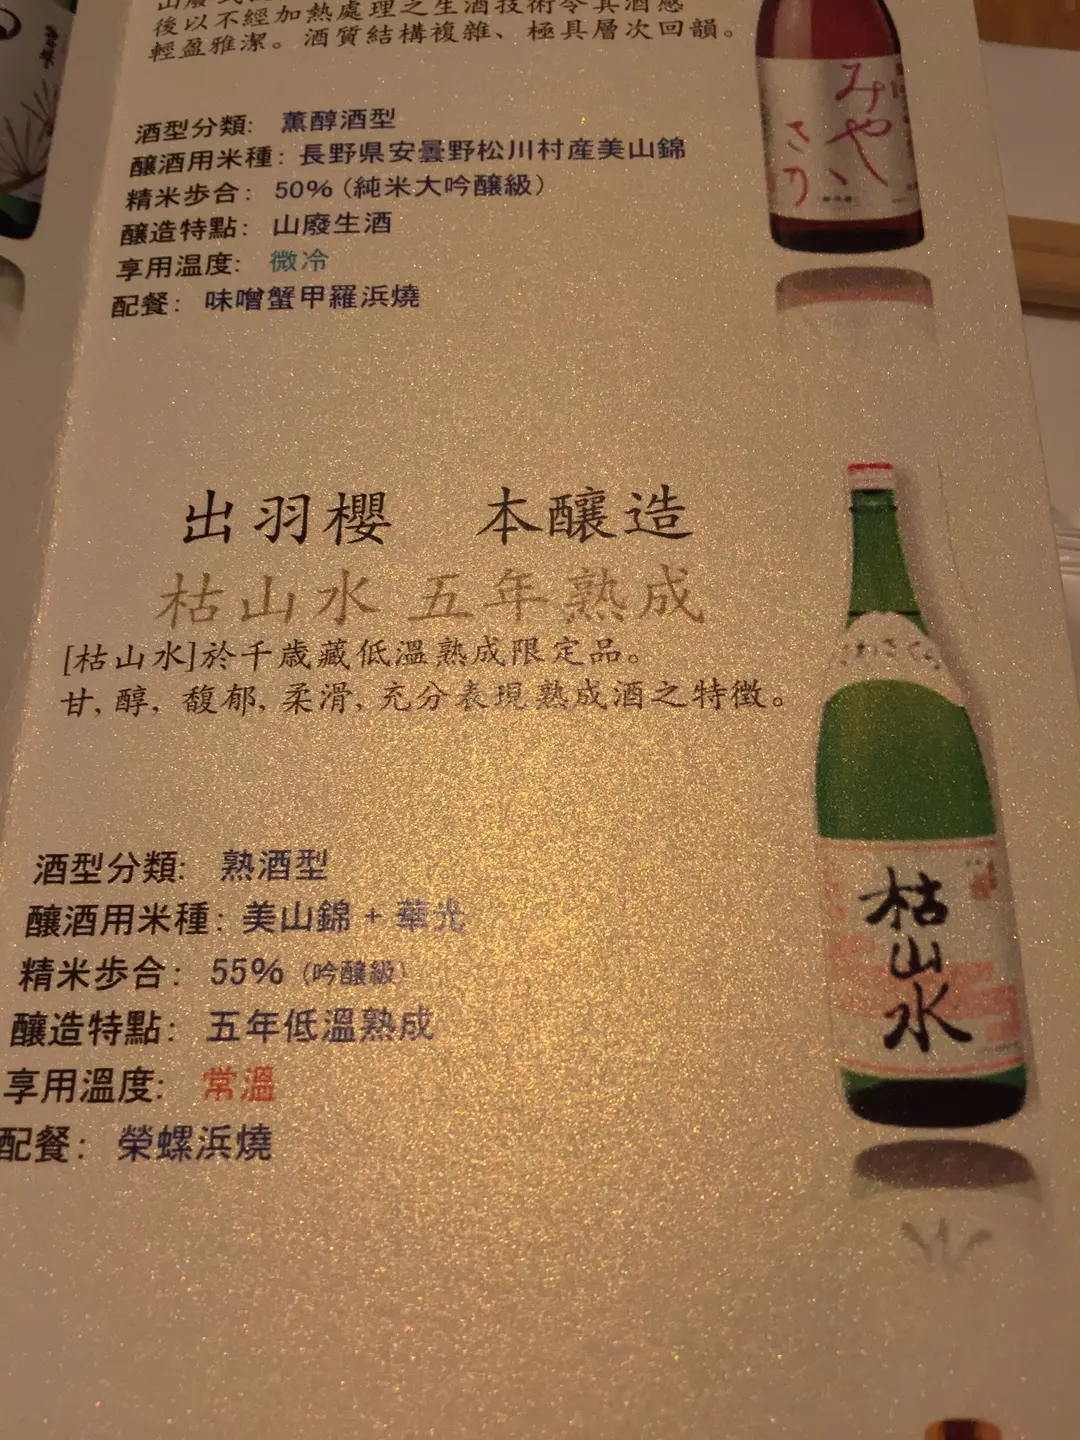 後以不經加熱處理之生酒技術令其酒感
輕盈雅潔。酒質結構複雜、極具層次回韻。
酒型分類: 薫醇酒型
釀酒用米種: 長野県安曇野松川村産美山錦
精米歩合: 50% (純米大吟醸級)
釀造特點: 山廢生酒
享用温度: 微冷
配餐: 味噌蟹甲羅浜燒
みやさか
出羽櫻 本釀造
枯山水 五年熟成
[枯山水]於千歳藏低溫熟成限定品。
甘, 醇, 馥郁, 柔滑, 充分表現熟成酒之特徴。
酒型分類: 熟酒型
釀酒用米種: 美山錦 + 華光
精米歩合: 55% (吟醸級)
釀造特點: 五年低溫熟成
享用溫度: 常溫
配餐: 榮螺浜燒
枯山水